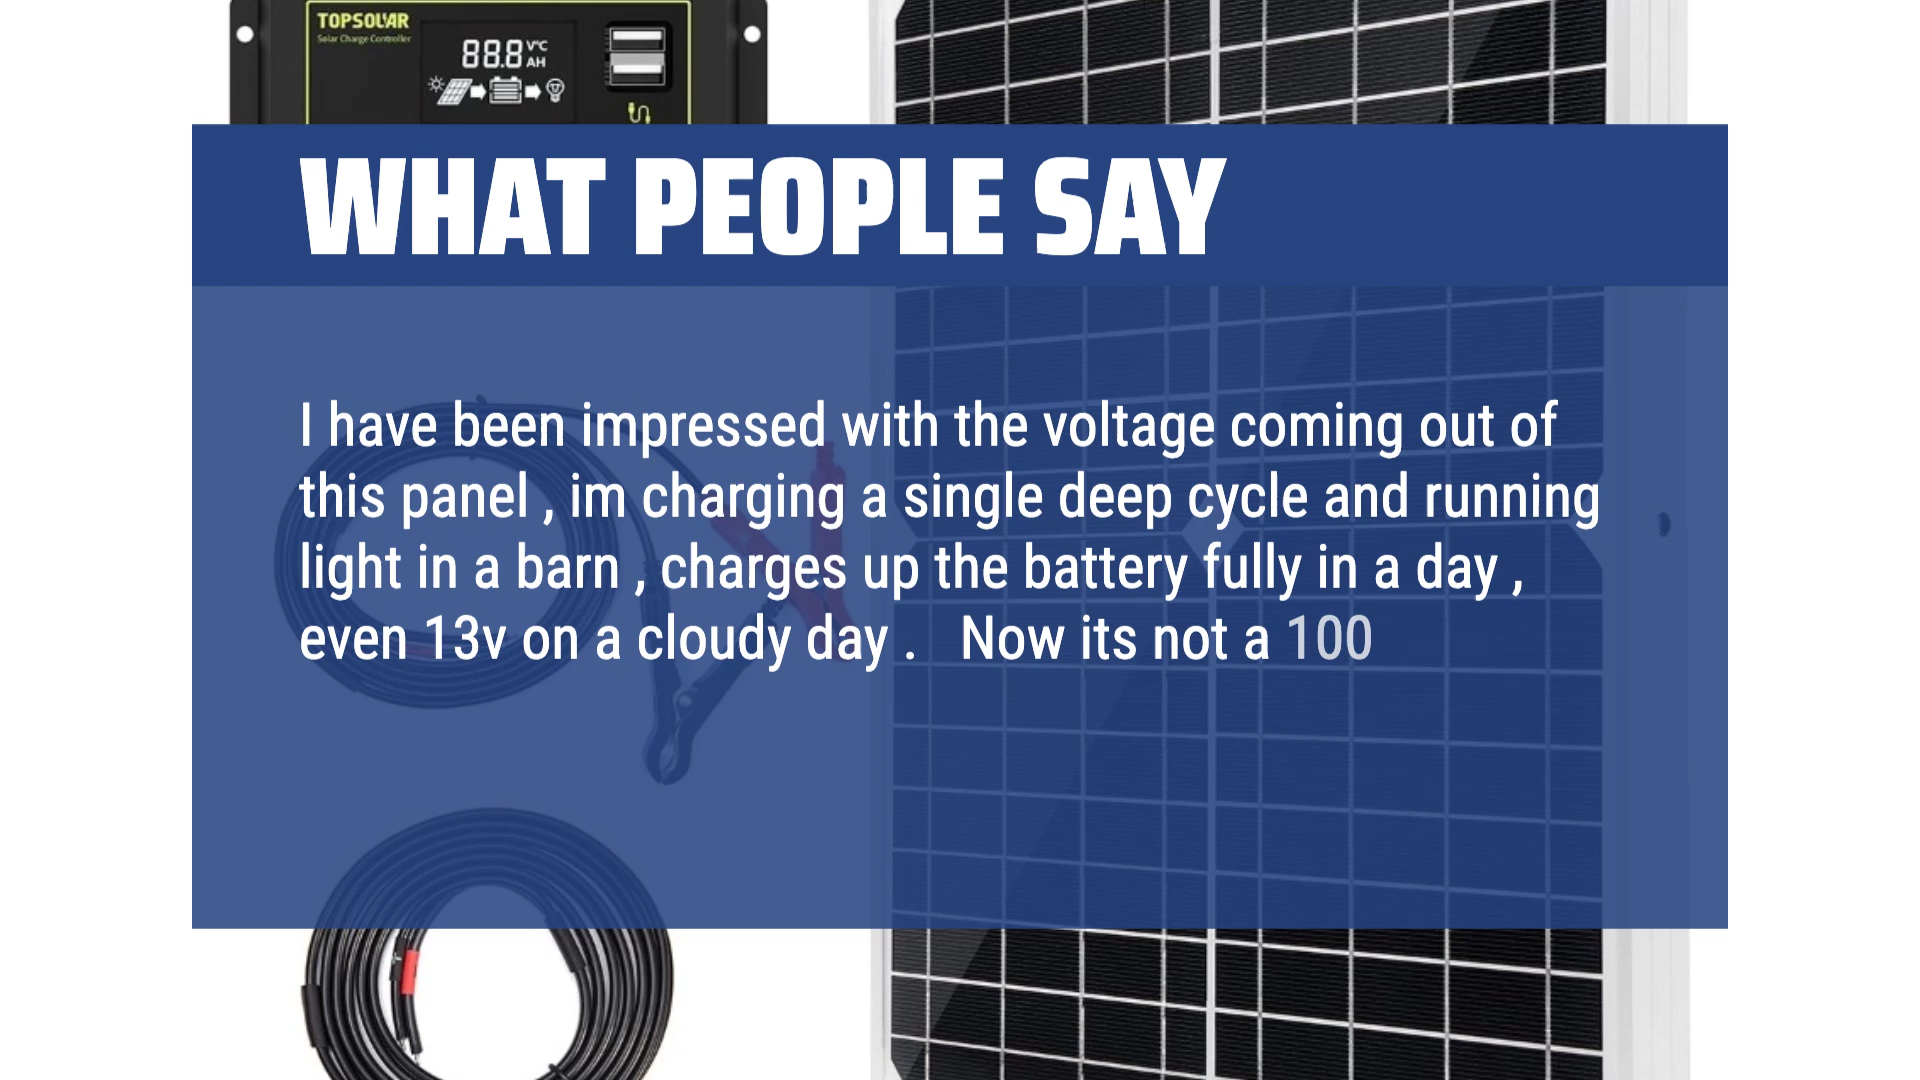 TOPSOLAR
Solar Charge Controller
88.8 V℃
AH
WHAT PEOPLE SAY
I have been impressed with the voltage coming out of
this panel , im charging a single deep cycle and running
light in a barn , charges up the battery fully in a day ,
even 13v on a cloudy day .   Now its not a 100